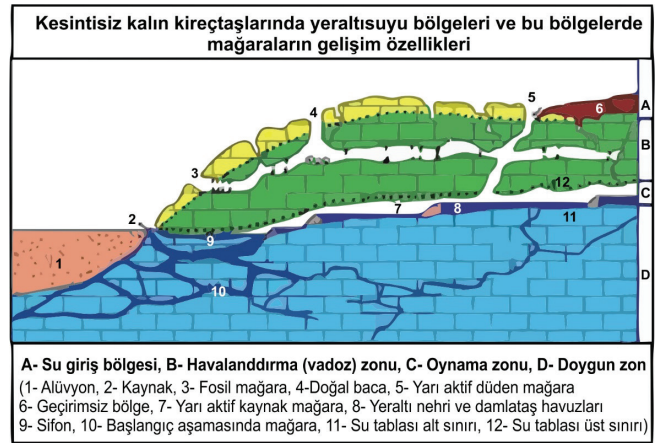 Kesintisiz kalın kireçtaşlarında yeraltısuyu bölgeleri ve bu bölgelerde
mağaraların gelişim özellikleri
5
6
A
4
B
3
12
C
2
7
8
11
9
1
10
D
A- Su giriş bölgesi, B- Havalanddırma (vadoz) zonu, C- Oynama zonu, D- Doygun zon
(1- Alüvyon, 2- Kaynak, 3- Fosil mağara, 4-Doğal baca, 5- Yarı aktif düden mağara
6- Geçirimsiz bölge, 7- Yarı aktif kaynak mağara, 8- Yeraltı nehri ve damlataş havuzları
9- Sifon, 10- Başlangıç aşamasında mağara, 11- Su tablası alt sınırı, 12- Su tablası üst sınırı)